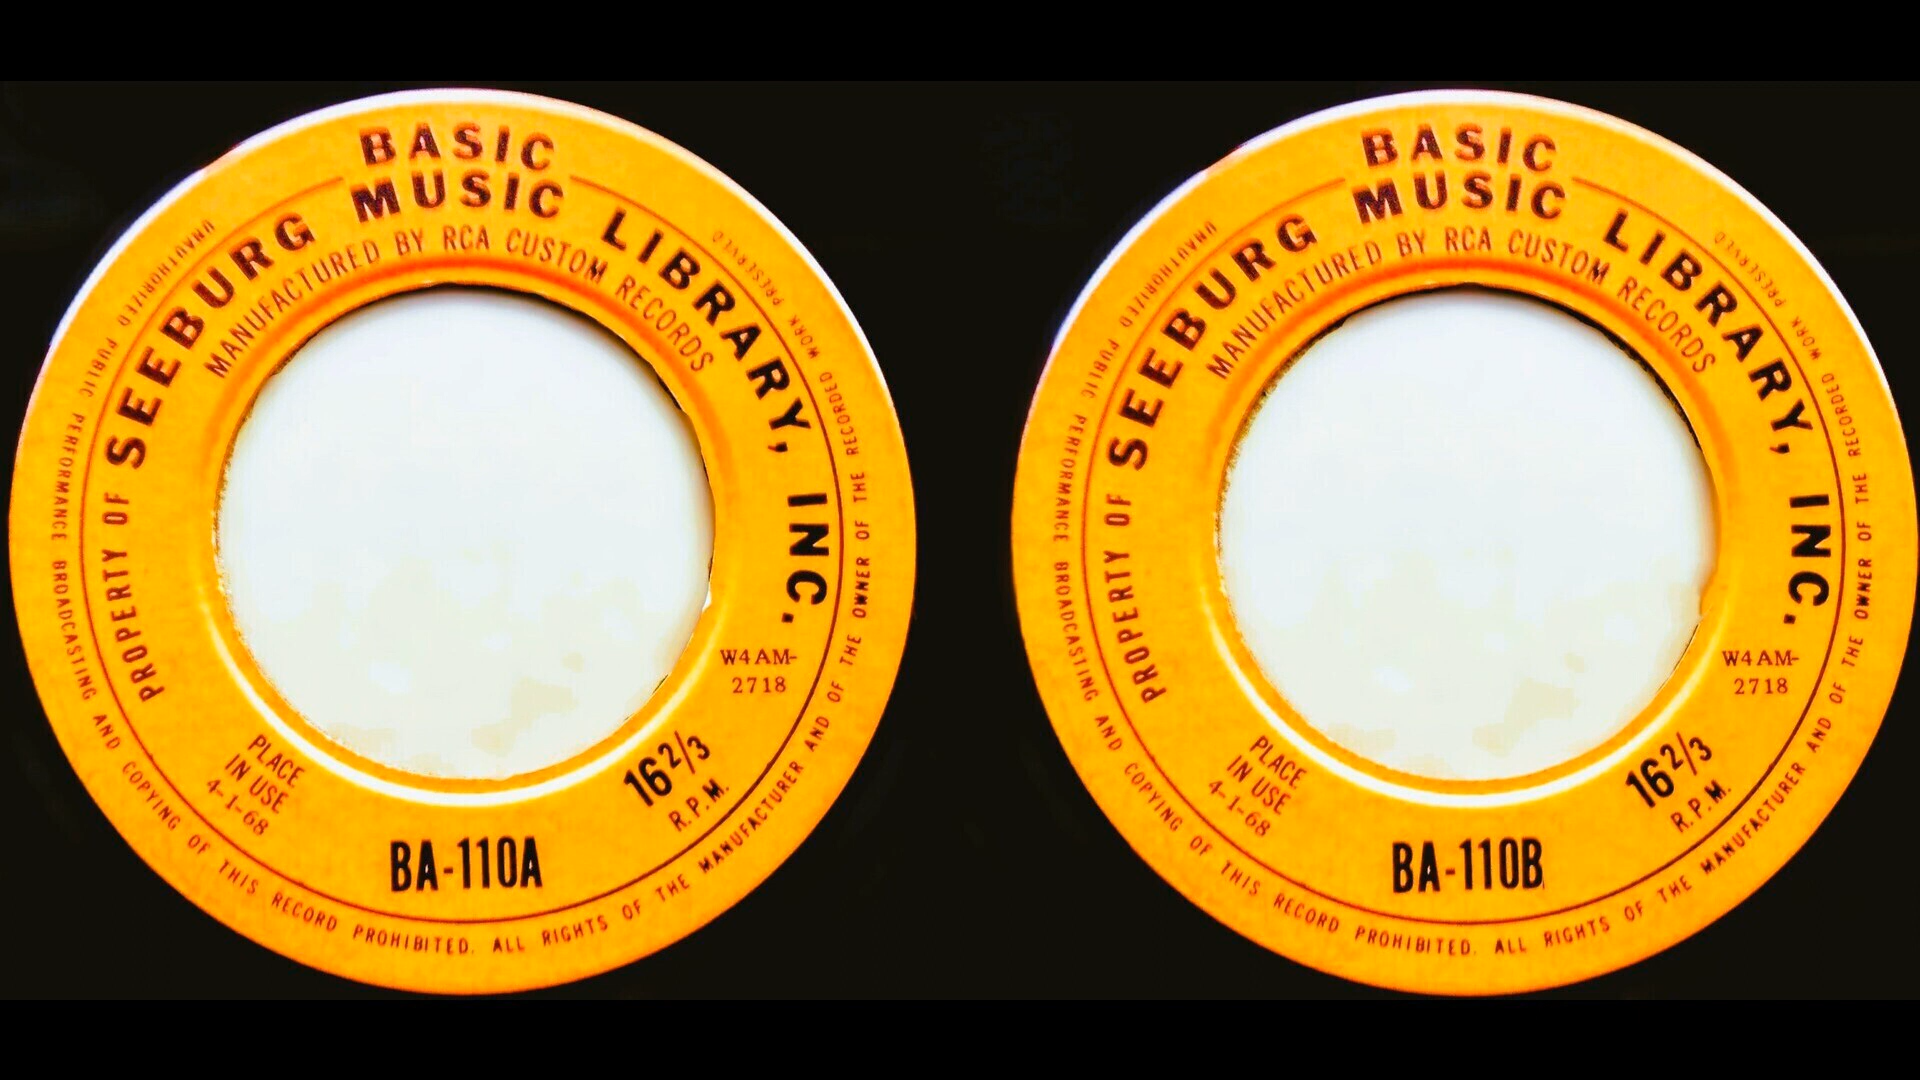 BASIC
MUSIC
PROPERTY OF SEEBURG MUSIC LIBRARY, INC.
MANUFACTURED BY RCA CUSTOM RECORDS
W4AM-
2718
16 2/3
R.P.M.
PLACE
IN USE
4-1-68
BA-110A
UNAUTHORIZED PUBLIC PERFORMANCE BROADCASTING AND COPYING OF THIS RECORD PROHIBITED. ALL RIGHTS OF THE MANUFACTURER AND OF THE OWNER OF THE RECORDED WORK PRESERVED
BASIC
PROPERTY OF SEEBURG MUSIC LIBRARY, INC.
MANUFACTURED BY RCA CUSTOM RECORDS
W4AM-
2718
16 2/3
R.P.M.
PLACE
IN USE
4-1-68
BA-110B
UNAUTHORIZED PUBLIC PERFORMANCE BROADCASTING AND COPYING OF THIS RECORD PROHIBITED. ALL RIGHTS OF THE MANUFACTURER AND OF THE OWNER OF THE RECORDED WORK PRESERVED